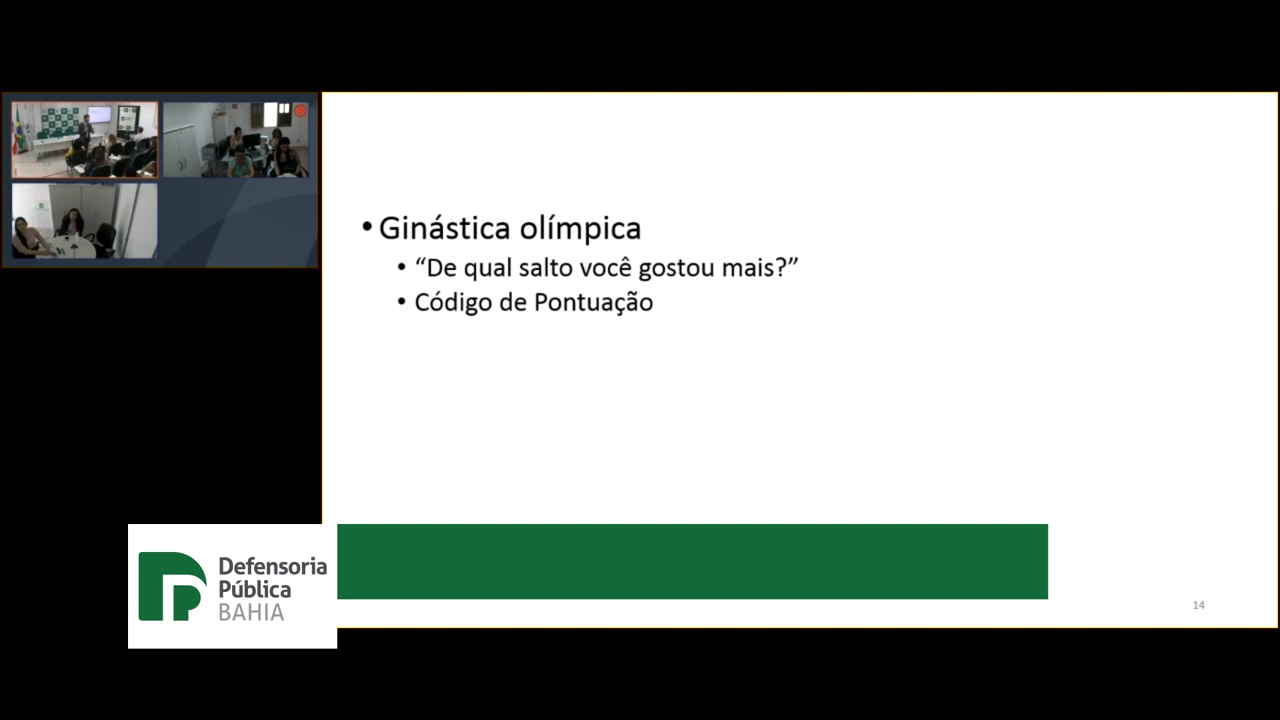 • Ginástica olímpica
• “De qual salto você gostou mais?”
• Código de Pontuação
Defensoria
Pública
BAHIA
14